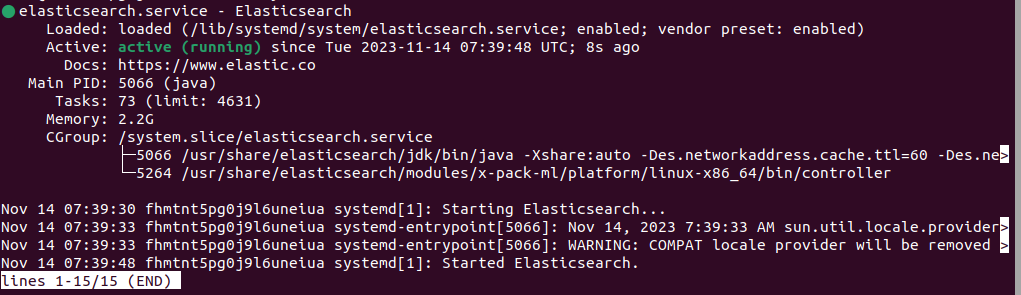 ●elasticsearch.service - Elasticsearch
Loaded: loaded (/lib/systemd/system/elasticsearch.service; enabled; vendor preset: enabled)
Active: active (running) since Tue 2023-11-14 07:39:48 UTC; 8s ago
Docs: https://www.elastic.co
Main PID: 5066 (java)
Tasks: 73 (limit: 4631)
Memory: 2.2G
CGroup: /system.slice/elasticsearch.service
├─5066 /usr/share/elasticsearch/jdk/bin/java -Xshare:auto -Des.networkaddress.cache.ttl=60 -Des.ne>
└─5264 /usr/share/elasticsearch/modules/x-pack-ml/platform/linux-x86_64/bin/controller
Nov 14 07:39:30 fhmtnt5pg0j9l6uneiua systemd[1]: Starting Elasticsearch...
Nov 14 07:39:33 fhmtnt5pg0j9l6uneiua systemd-entrypoint[5066]: Nov 14, 2023 7:39:33 AM sun.util.locale.provider>
Nov 14 07:39:33 fhmtnt5pg0j9l6uneiua systemd-entrypoint[5066]: WARNING: COMPAT locale provider will be removed >
Nov 14 07:39:48 fhmtnt5pg0j9l6uneiua systemd[1]: Started Elasticsearch.
lines 1-15/15 (END)